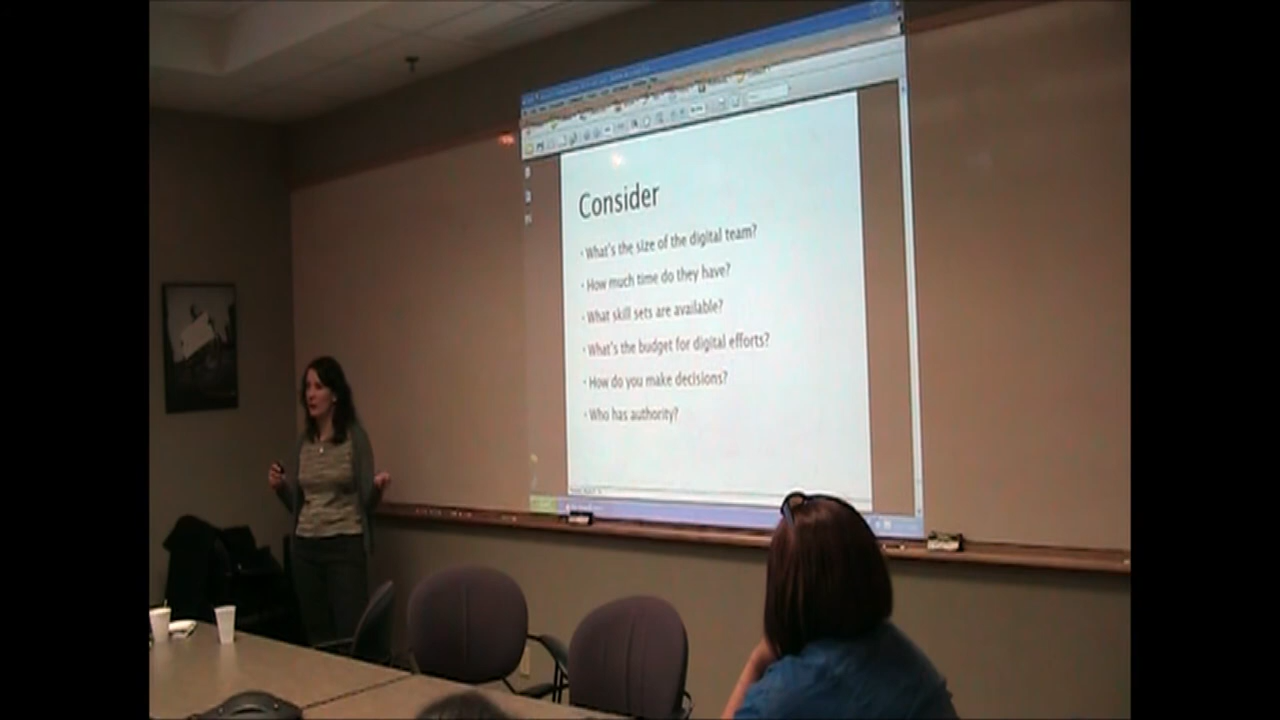 Consider
· What's the size of the digital team?
· How much time do they have?
· What skill sets are available?
· What's the budget for digital efforts?
· How do you make decisions?
· Who has authority?